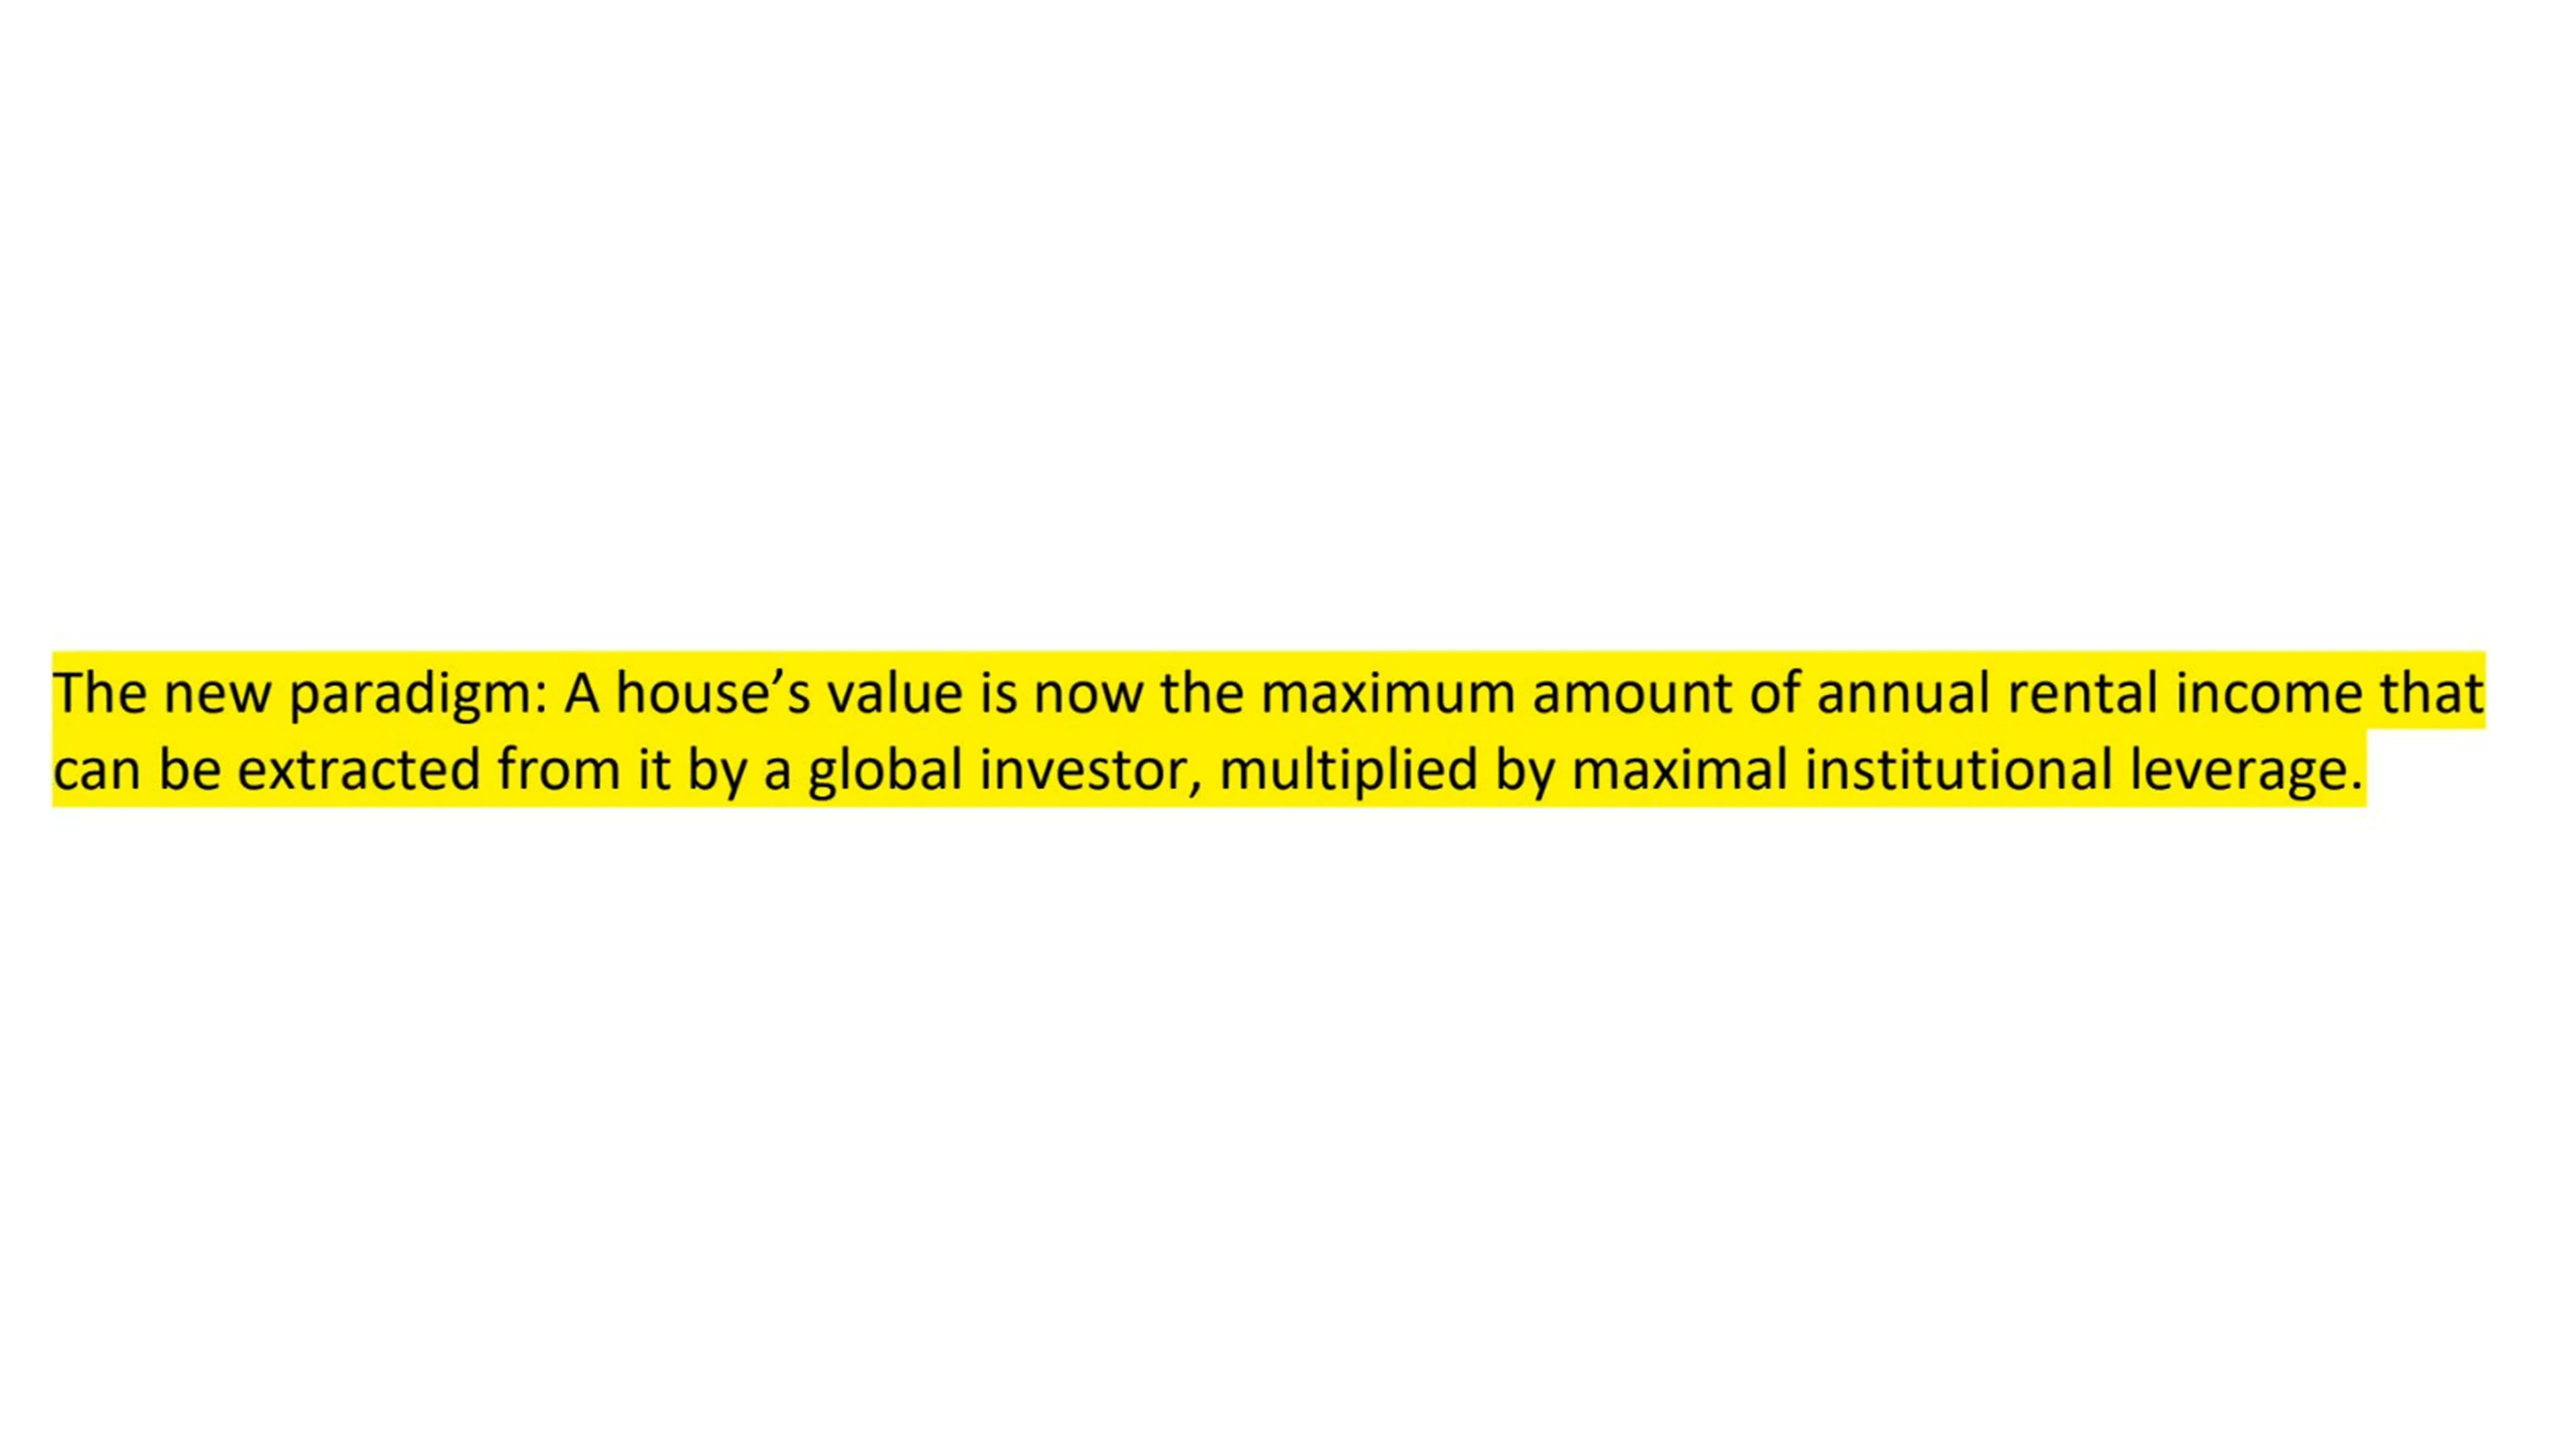 The new paradigm: A house’s value is now the maximum amount of annual rental income that
can be extracted from it by a global investor, multiplied by maximal institutional leverage.